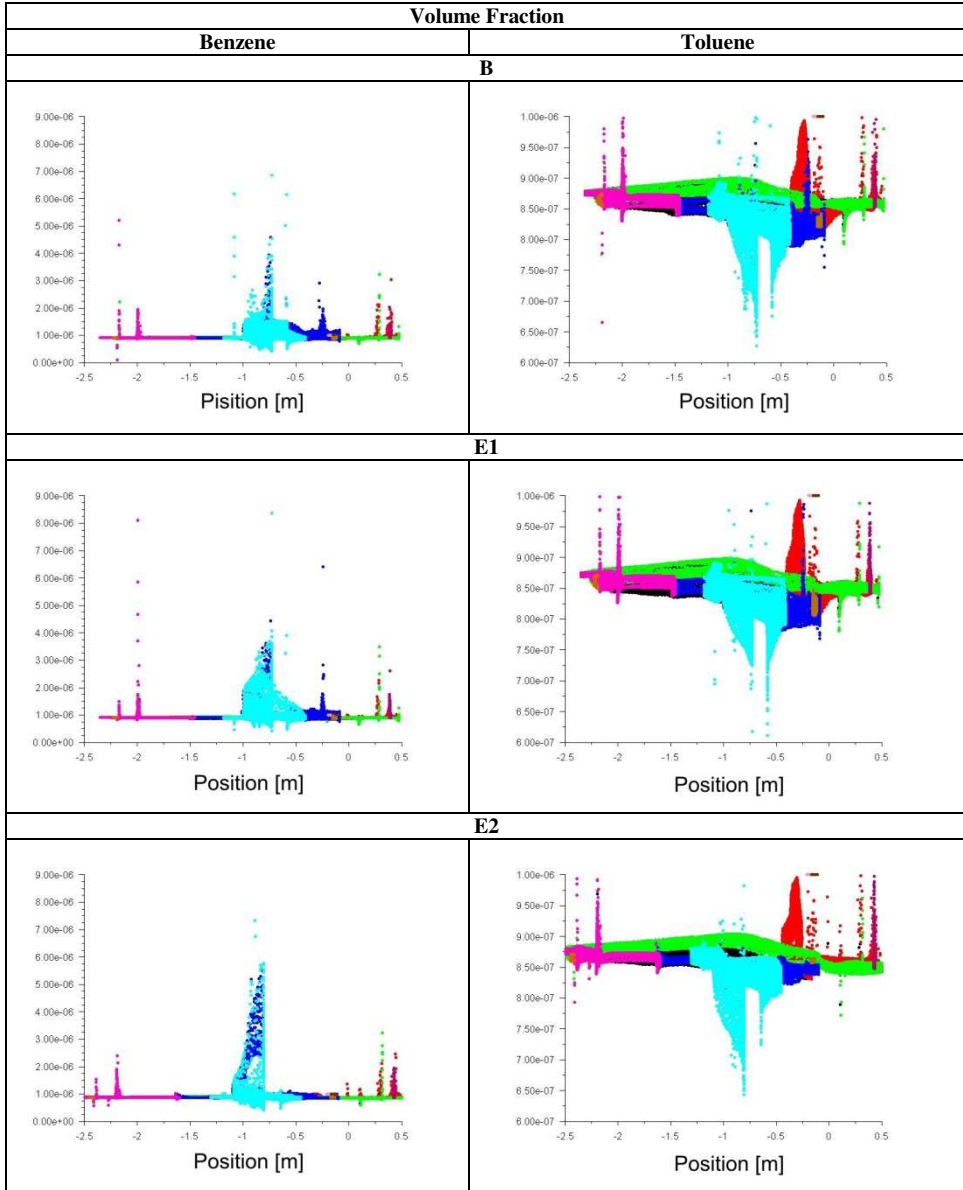 Volume Fraction
Benzene Toluene
B
9.00e-06
8.00e-06
7.00e-06
6.00e-06
5.00e-06
4.00e-06
3.00e-06
2.00e-06
1.00e-06
0.00e+00
-2.5 -2 -1.5 -1 -0.5 0 0.5
Pisition [m]
1.00e-06
9.50e-07
9.00e-07
8.50e-07
8.00e-07
7.50e-07
7.00e-07
6.50e-07
6.00e-07
-2.5 -2 -1.5 -1 -0.5 0 0.5
Position [m]
E1
9.00e-06
8.00e-06
7.00e-06
6.00e-06
5.00e-06
4.00e-06
3.00e-06
2.00e-06
1.00e-06
0.00e+00
-2.5 -2 -1.5 -1 -0.5 0 0.5
Position [m]
1.00e-06
9.50e-07
9.00e-07
8.50e-07
8.00e-07
7.50e-07
7.00e-07
6.50e-07
6.00e-07
-2.5 -2 -1.5 -1 -0.5 0 0.5
Position [m]
E2
9.00e-06
8.00e-06
7.00e-06
6.00e-06
5.00e-06
4.00e-06
3.00e-06
2.00e-06
1.00e-06
0.00e+00
-2.5 -2 -1.5 -1 -0.5 0 0.5
Position [m]
1.00e-06
9.50e-07
9.00e-07
8.50e-07
8.00e-07
7.50e-07
7.00e-07
6.50e-07
6.00e-07
-2.5 -2 -1.5 -1 -0.5 0 0.5
Position [m]